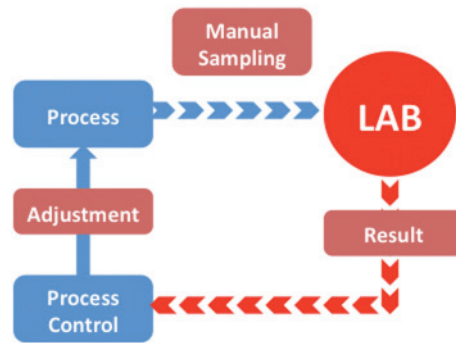 Manual
Sampling
Process
LAB
Adjustment
Result
Process
Control